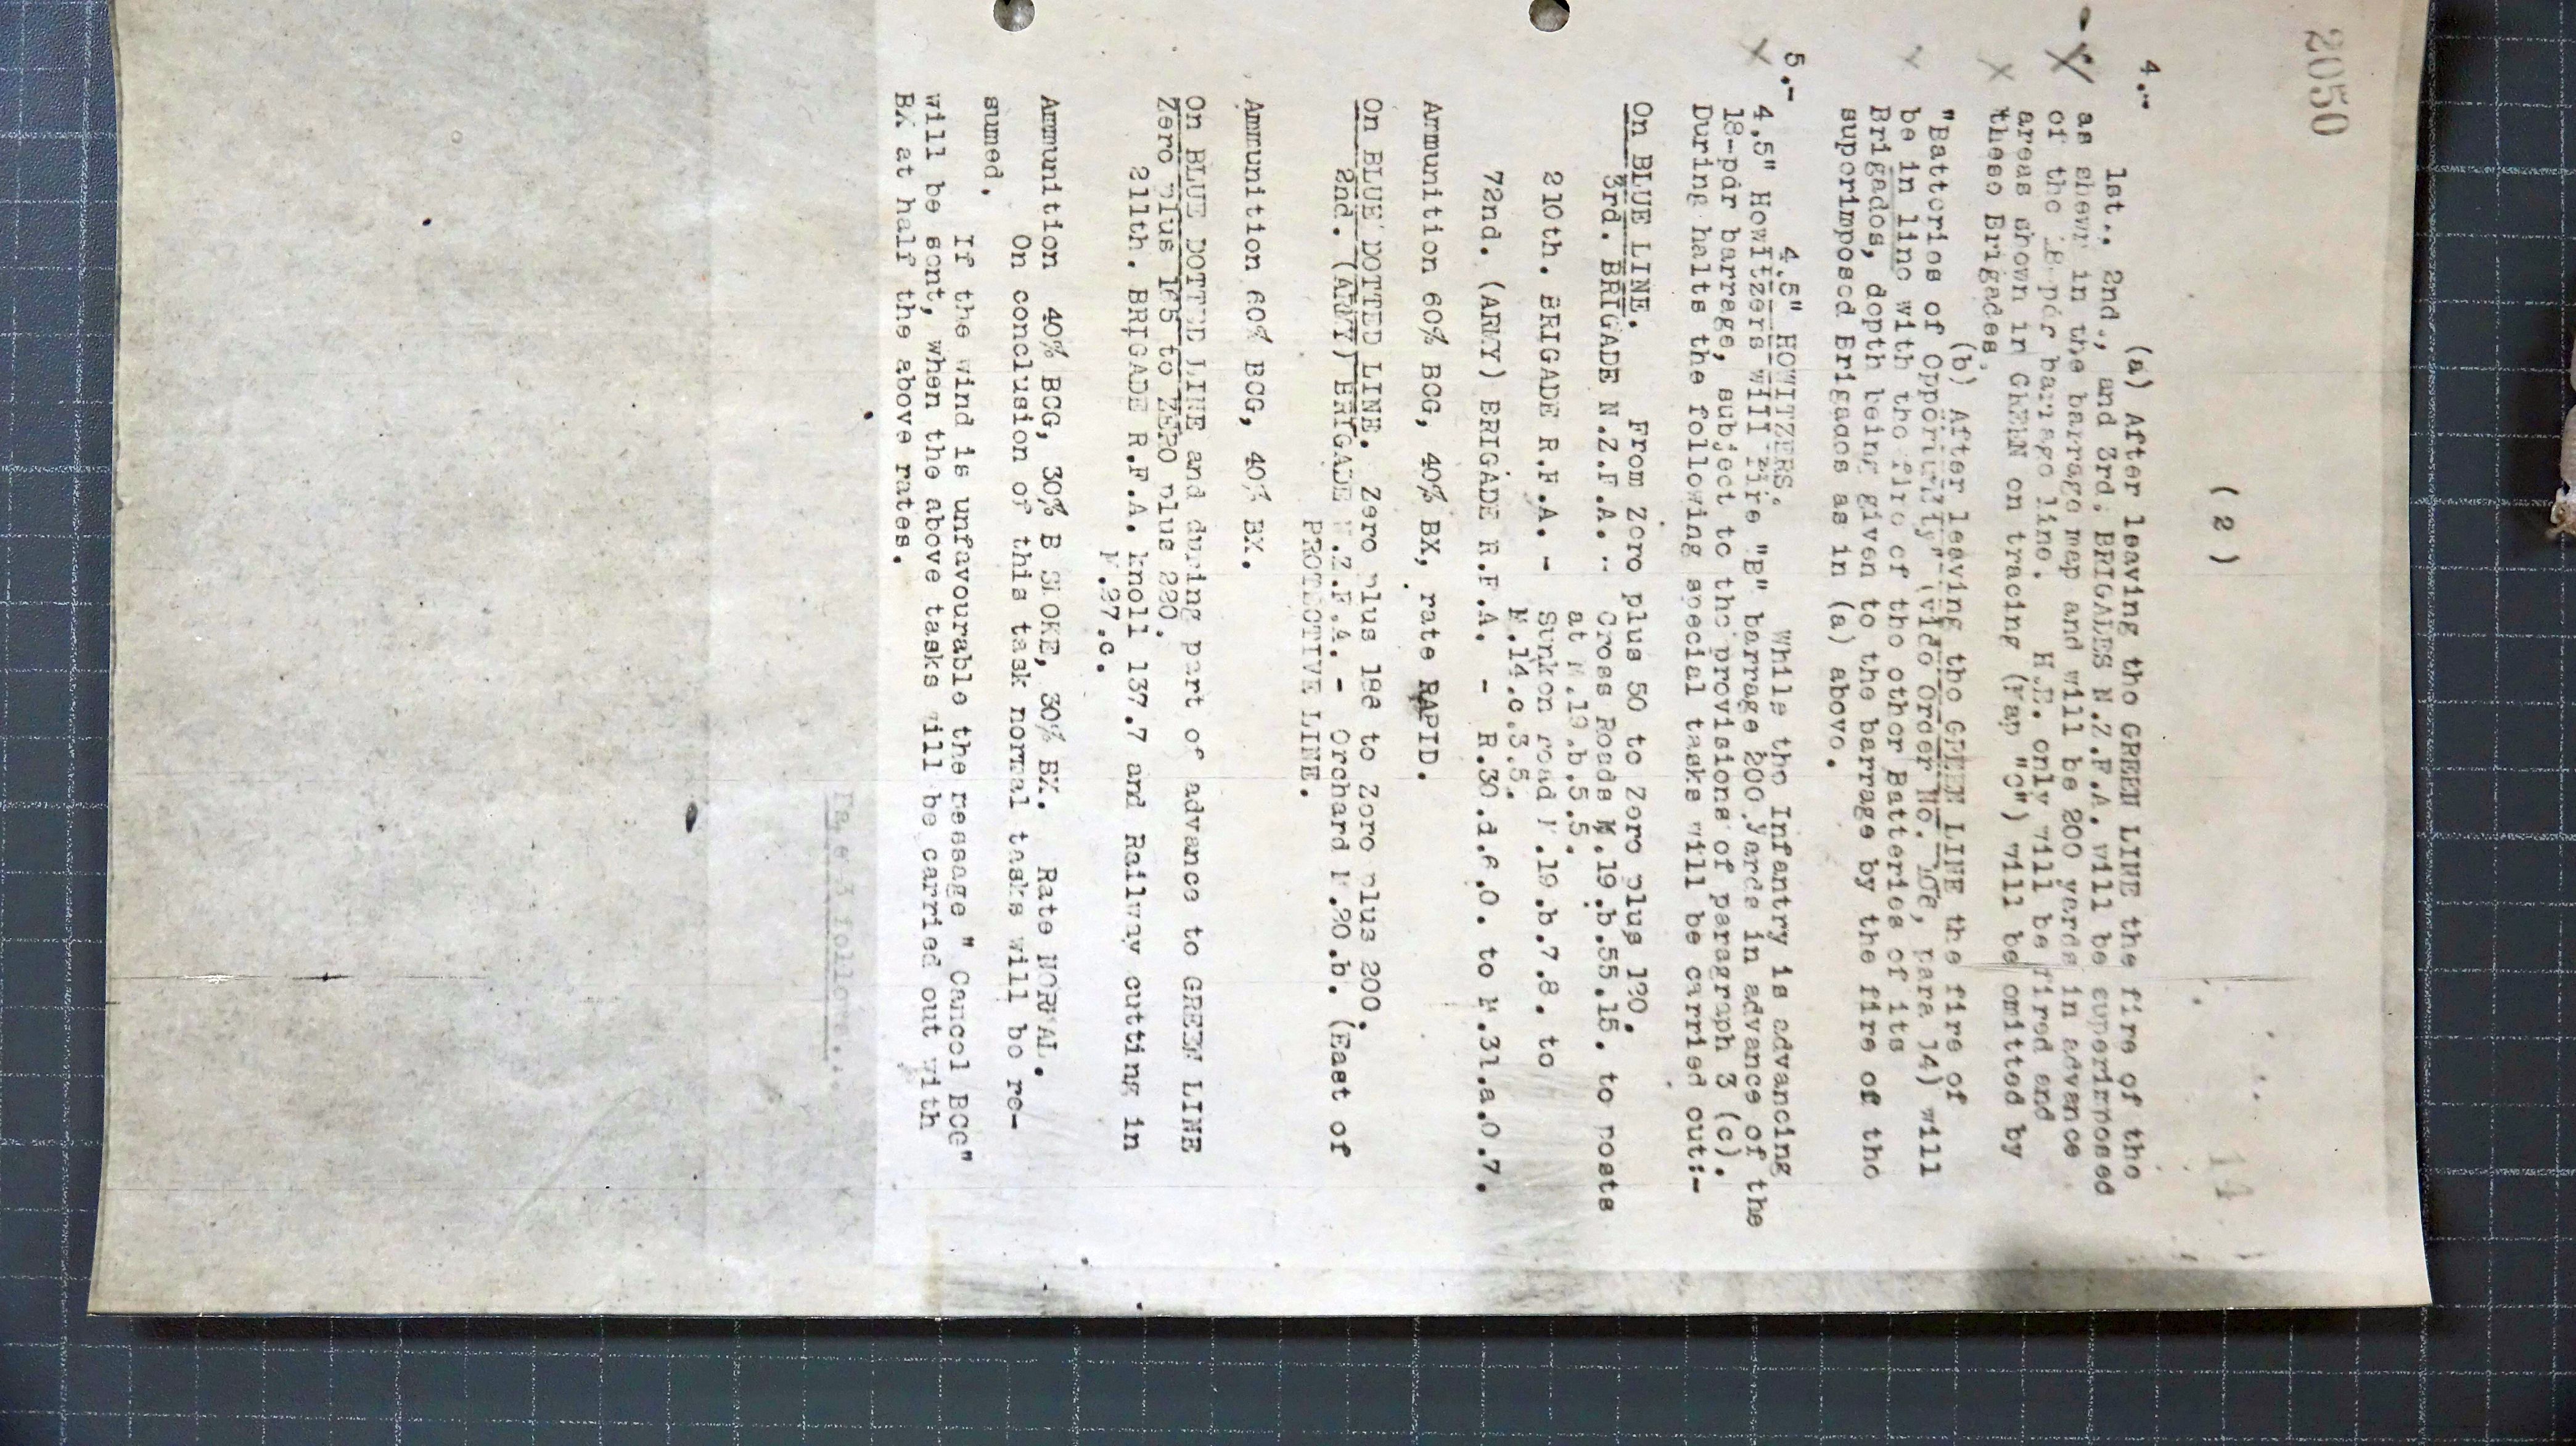 2050
( 2 )
14
4.-
(a) After leaving the GREEN LINE the fire of the
1st., 2nd., and 3rd. BRIGADES N.Z.F.A. will be superimposed
as shewn in the barrage map and will be 200 yards in advance
of the 18-pdr barrage line. H.E. only will be fired and
areas shown in GREEN on tracing (Map "C") will be omitted by
these Brigades.
(b) After leaving the GREEN LINE the fire of
"Batteries of Opportunity" (vide Order No. para 14) will
be in line with the fire of the other Batteries of its
Brigades, depth being given to the barrage by the fire of the
superimposed Brigades as in (a) above.
5.-
4.5" HOWITZERS. While the Infantry is advancing
4.5" Howitzers will fire "B" barrage 200 yards in advance of the
18-pdr barrage, subject to the provisions of paragraph 3 (c).
During halts the following special tasks will be carried out:-
On BLUE LINE. From Zero plus 50 to Zero plus 120.
3rd. BRIGADE N.Z.F.A. - Cross Roads M.19.b.55.15. to posts
at M.19.b.5.5.
210th. BRIGADE R.F.A. - Sunken road M.19.b.7.8. to
M.14.c.3.5.
72nd. (ARMY) BRIGADE R.F.A. - R.30.d.6.0. to M.31.a.0.7.
Ammunition 60% BCG, 40% BX, rate RAPID.
On BLUE DOTTED LINE. Zero plus 186 to Zero plus 200.
2nd. (ARMY) BRIGADE N.Z.F.A. - Orchard M.20.b. (East of
PROTECTIVE LINE.
Ammunition 60% BCG, 40% BX.
On BLUE DOTTED LINE and during part of advance to GREEN LINE
Zero plus 165 to ZERO plus 220.
211th. BRIGADE R.F.A. knoll 137.7 and Railway cutting in
M.27.c.
Ammunition 40% BCG, 30% B SMOKE, 30% BX. Rate NORMAL.
On conclusion of this task normal tasks will be re-
sumed.
If the wind is unfavourable the message " Cancel BCG"
will be sent, when the above tasks will be carried out with
BX at half the above rates.
Page 3 follows...